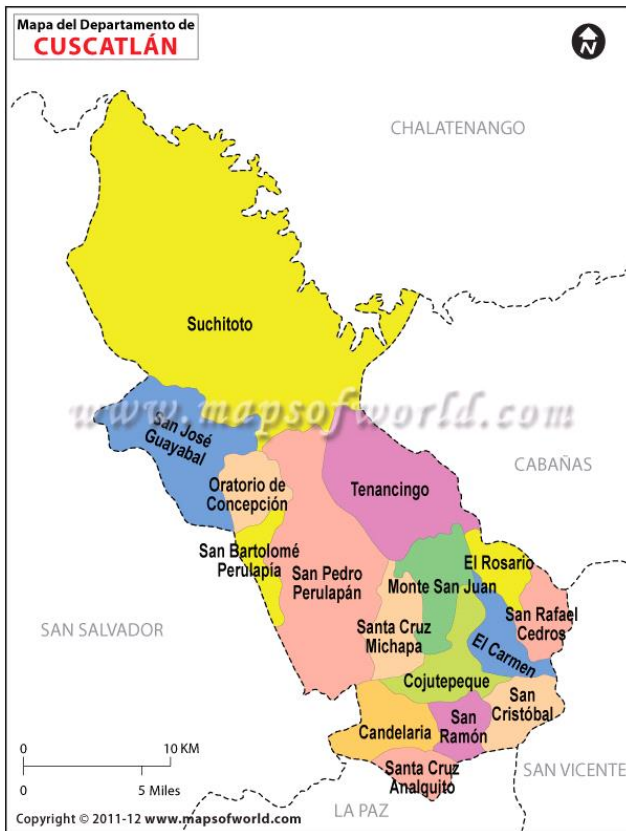 Mapa del Departamento de
CUSCATLÁN
N
CHALATENANGO
Suchitoto
www.mapsofworld.com
San José
Guayabal
CABAÑAS
Oratorio de
Concepción
Tenancingo
San Bartolomé
Perulapía
San Pedro
Perulapán
El Rosario
Monte San Juan
San Rafael
Cedros
SAN SALVADOR
Santa Cruz
Michapa
El Carmen
Cojutepeque
San
Cristóbal
Candelaria
San
Ramón
Santa Cruz
Analquito
SAN VICENTE
LA PAZ
0 10 KM
0 5 Miles
Copyright © 2011-12 www.mapsofworld.com